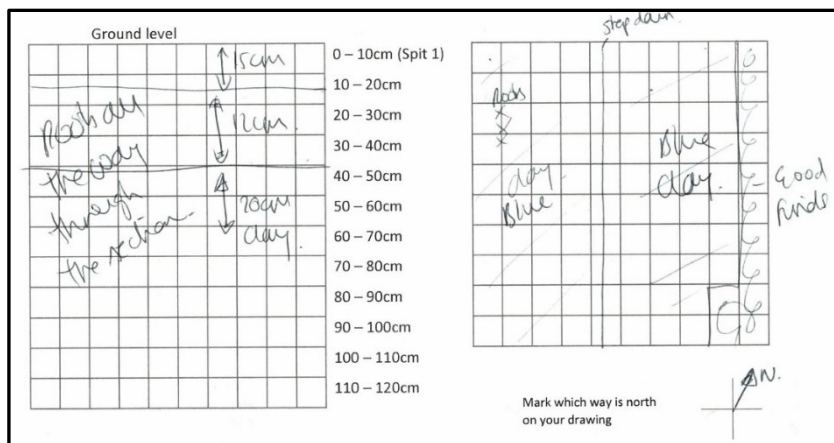 Ground level
0 – 10cm (Spit 1)
10 – 20cm
20 – 30cm
30 – 40cm
40 – 50cm
50 – 60cm
60 – 70cm
70 – 80cm
80 – 90cm
90 – 100cm
100 – 110cm
110 – 120cm
15cm
12cm
20cm
clay.
Roots all
the way
through
the section.
step down.
Roots
clay.
Blue
Blue
clay.
Good
finds
Mark which way is north
on your drawing
N.